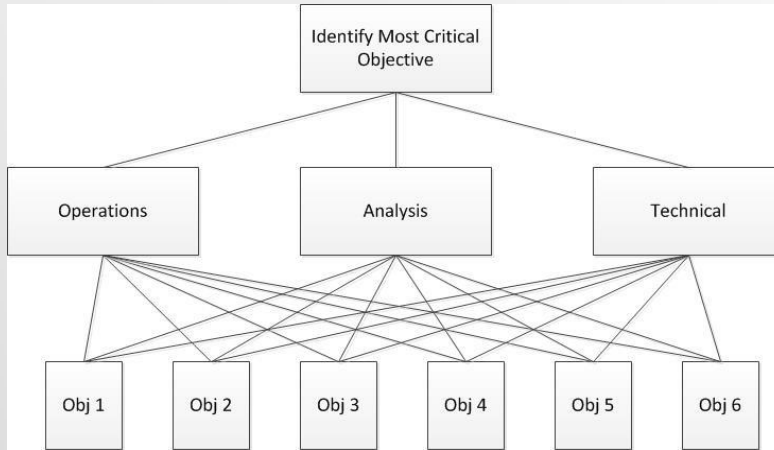 Identify Most Critical
Objective
Operations
Analysis
Technical
Obj 1
Obj 2
Obj 3
Obj 4
Obj 5
Obj 6